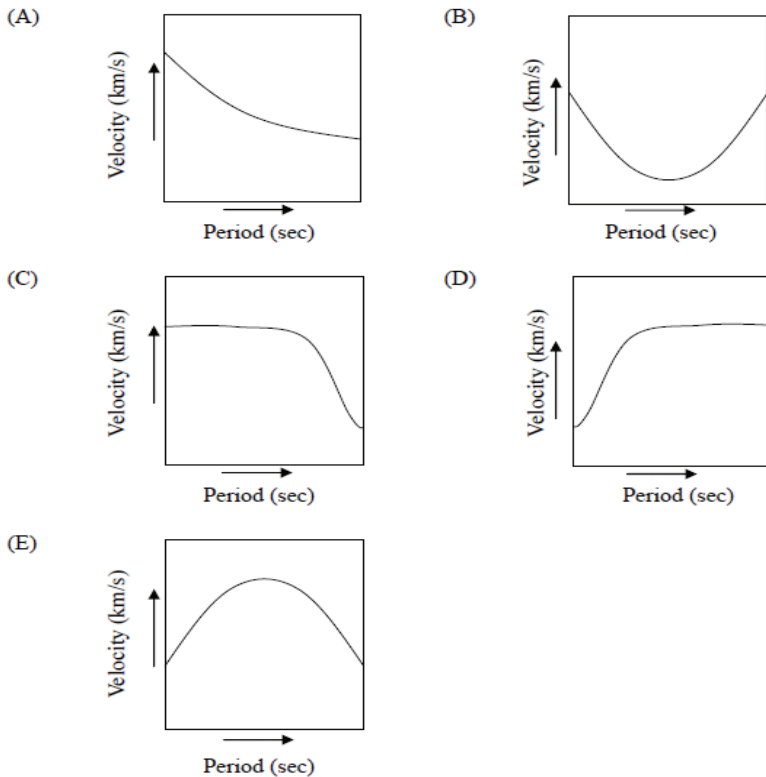 (A)
Velocity (km/s)
Period (sec)
(B)
Velocity (km/s)
Period (sec)
(C)
Velocity (km/s)
Period (sec)
(D)
Velocity (km/s)
Period (sec)
(E)
Velocity (km/s)
Period (sec)